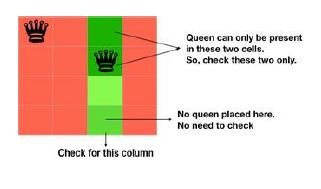 Queen can only be present
in these two cells.
So, check these two only.
No queen placed here.
No need to check
Check for this column